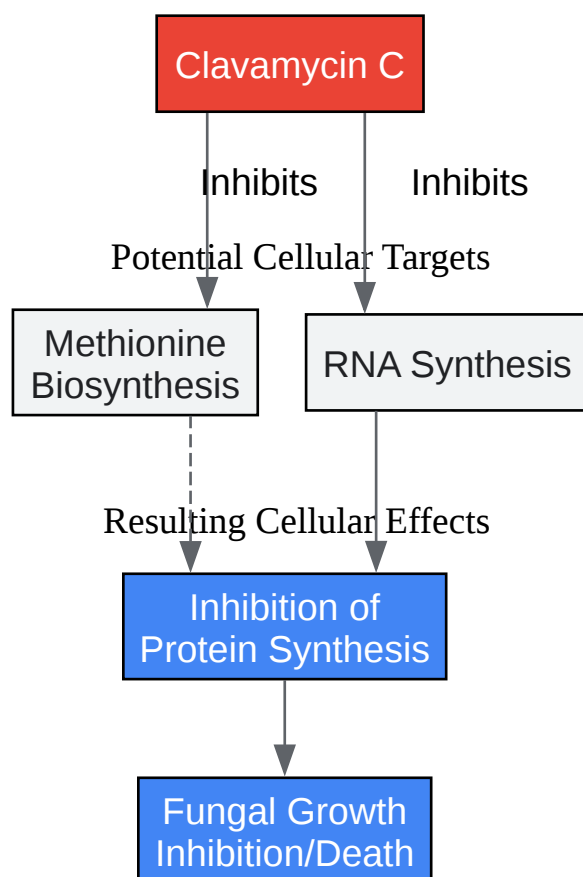 Clavamycin C
Inhibits
Inhibits
Potential Cellular Targets
Methionine
Biosynthesis
RNA Synthesis
Resulting Cellular Effects
Inhibition of
Protein Synthesis
Fungal Growth
Inhibition/Death